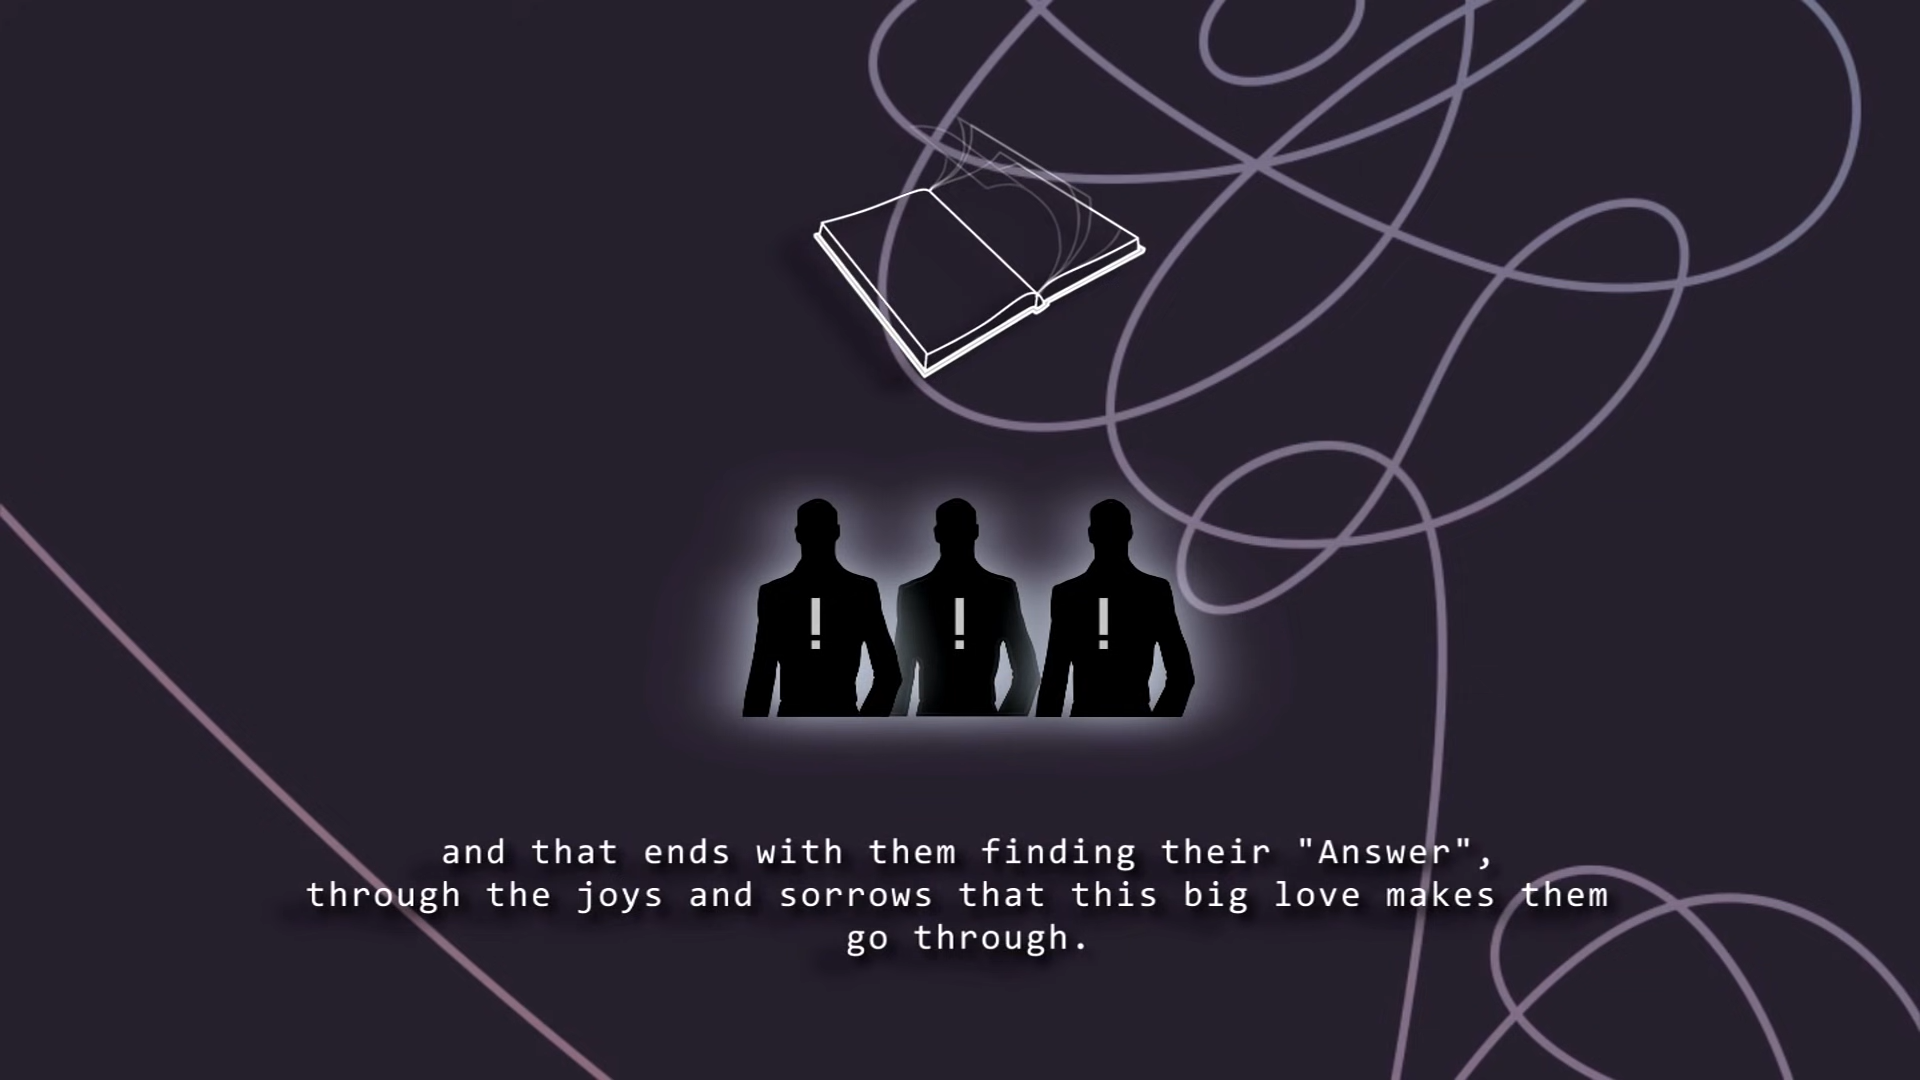 ! ! !
and that ends with them finding their "Answer",
through the joys and sorrows that this big love makes them
go through.